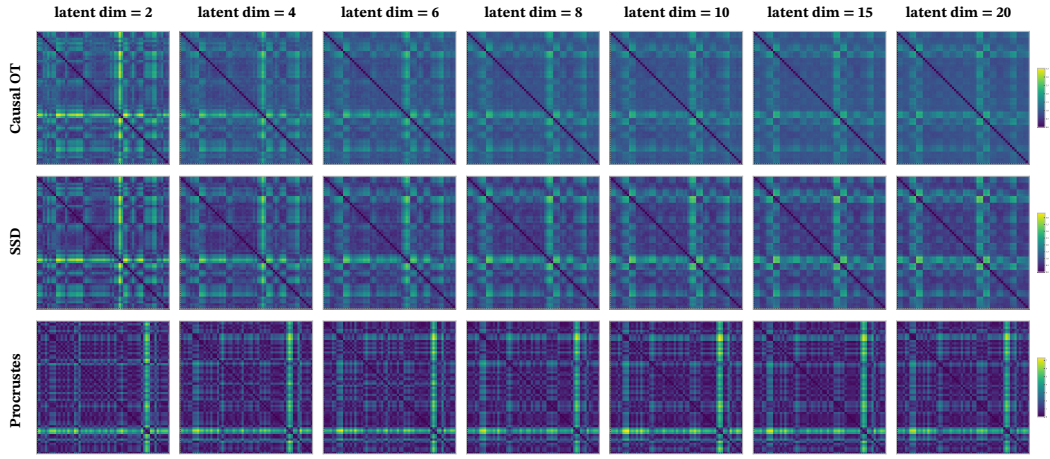 latent dim = 2 latent dim = 4 latent dim = 6 latent dim = 8 latent dim = 10 latent dim = 15 latent dim = 20
Causal OT
SSD
Procrustes